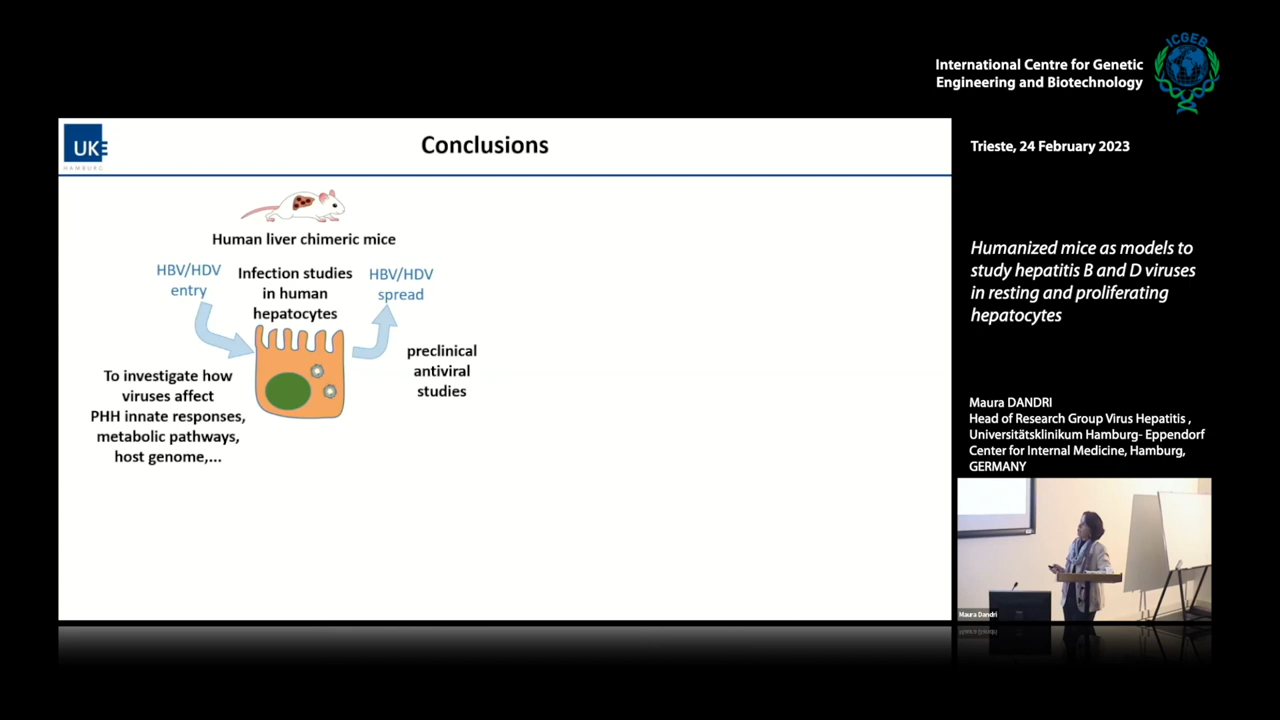 ICGEB
International Centre for Genetic
Engineering and Biotechnology
Trieste, 24 February 2023
UKE
HAMBURG
Conclusions
Human liver chimeric mice
HBV/HDV
entry
Infection studies
in human
hepatocytes
HBV/HDV
spread
preclinical
antiviral
studies
To investigate how
viruses affect
PHH innate responses,
metabolic pathways,
host genome,...
Humanized mice as models to
study hepatitis B and D viruses
in resting and proliferating
hepatocytes
Maura DANDRI
Head of Research Group Virus Hepatitis ,
Universitätsklinikum Hamburg- Eppendorf
Center for Internal Medicine, Hamburg,
GERMANY
Maura Dandri